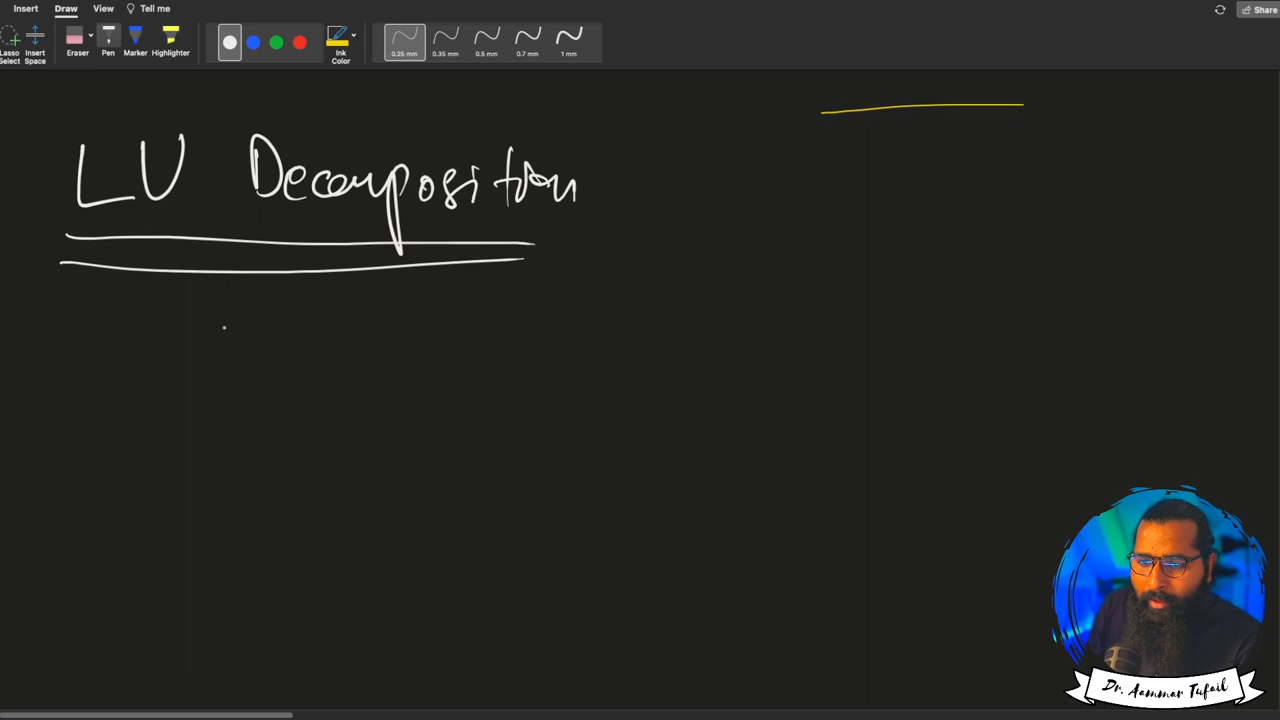 Insert Draw View Tell me Share
Lasso Select Insert Space Eraser Pen Marker Highlighter Ink Color 0.25 mm 0.35 mm 0.5 mm 0.7 mm 1 mm
LU Decomposition
Dr. Aammar Tufail